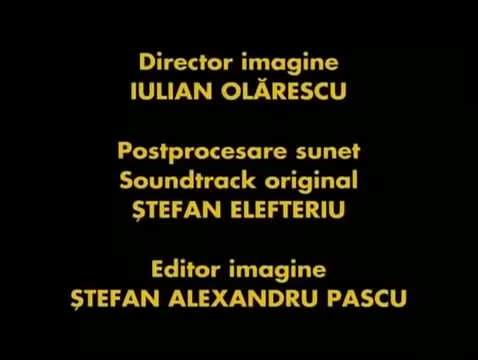 Director imagine
IULIAN OLĂRESCU
Postprocesare sunet
Soundtrack original
ȘTEFAN ELEFTERIU
Editor imagine
ȘTEFAN ALEXANDRU PASCU